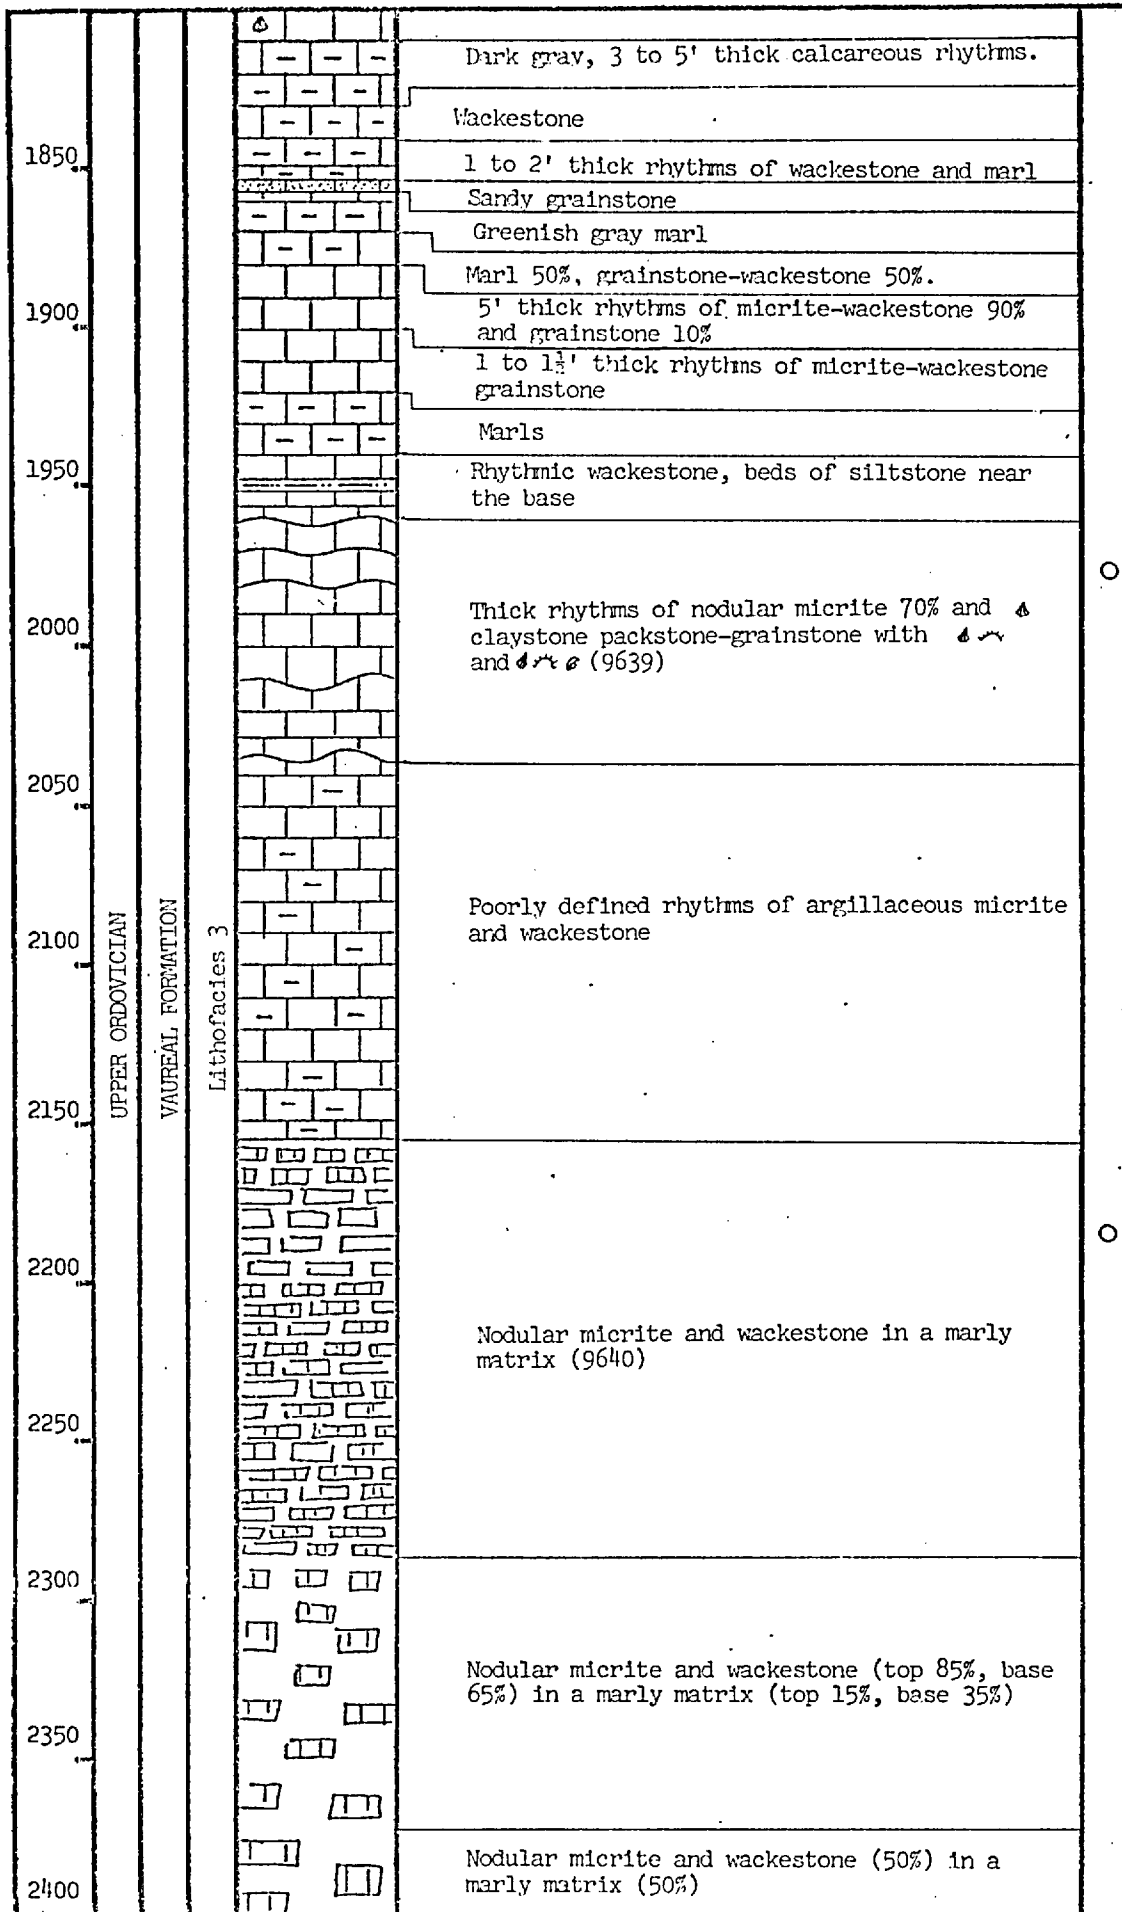 Dark gray, 3 to 5' thick calcareous rhythms.
Wackestone
1850
1 to 2' thick rhythms of wackestone and marl
Sandy grainstone
Greenish gray marl
Marl 50%, grainstone-wackestone 50%.
1900
5' thick rhythms of micrite-wackestone 90%
and grainstone 10%
1 to 1½' thick rhythms of micrite-wackestone
grainstone
Marls
1950
Rhythmic wackestone, beds of siltstone near
the base
2000
Thick rhythms of nodular micrite 70% and
claystone packstone-grainstone with
and (9639)
2050
UPPER ORDOVICIAN
VAUREAL FORMATION
Lithofacies 3
2100
Poorly defined rhythms of argillaceous micrite
and wackestone
2150
2200
Nodular micrite and wackestone in a marly
matrix (9640)
2250
2300
Nodular micrite and wackestone (top 85%, base
65%) in a marly matrix (top 15%, base 35%)
2350
Nodular micrite and wackestone (50%) in a
marly matrix (50%)
2400